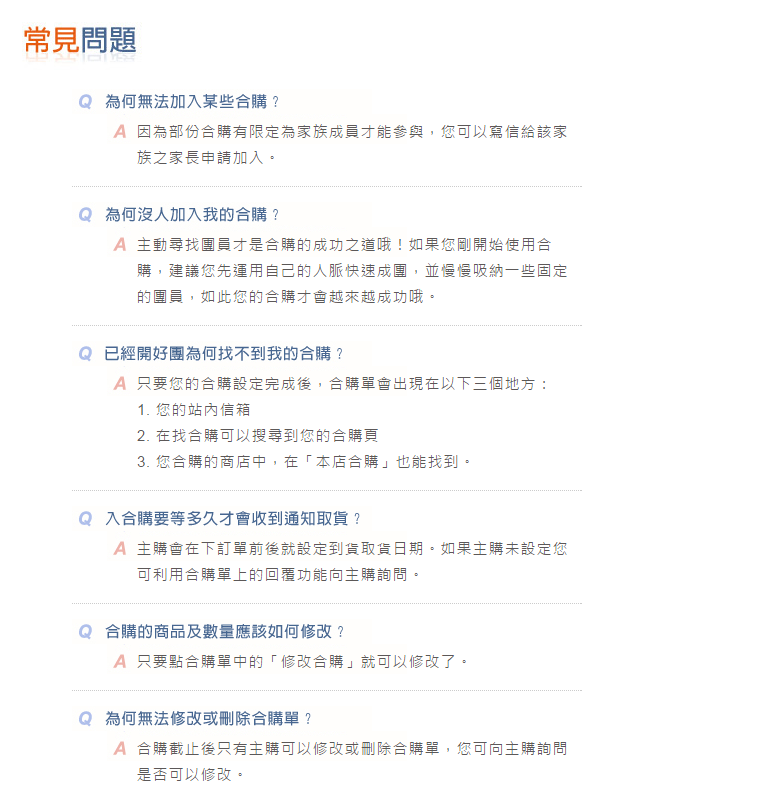 常見問題
Q 為何無法加入某些合購？
A 因為部份合購有限定為家族成員才能參與，您可以寫信給該家
族之家長申請加入。
Q 為何沒人加入我的合購？
A 主動尋找團員才是合購的成功之道哦！如果您剛開始使用合
購，建議您先運用自己的人脈快速成團，並慢慢吸納一些固定
的團員，如此您的合購才會越來越成功哦。
Q 已經開好團為何找不到我的合購？
A 只要您的合購設定完成後，合購單會出現在以下三個地方：
1. 您的站內信箱
2. 在找合購可以搜尋到您的合購頁
3. 您合購的商店中，在「本店合購」也能找到。
Q 入合購要等多久才會收到通知取貨？
A 主購會在下訂單前後就設定到貨取貨日期。如果主購未設定您
可利用合購單上的回覆功能向主購詢問。
Q 合購的商品及數量應該如何修改？
A 只要點合購單中的「修改合購」就可以修改了。
Q 為何無法修改或刪除合購單？
A 合購截止後只有主購可以修改或刪除合購單，您可向主購詢問
是否可以修改。